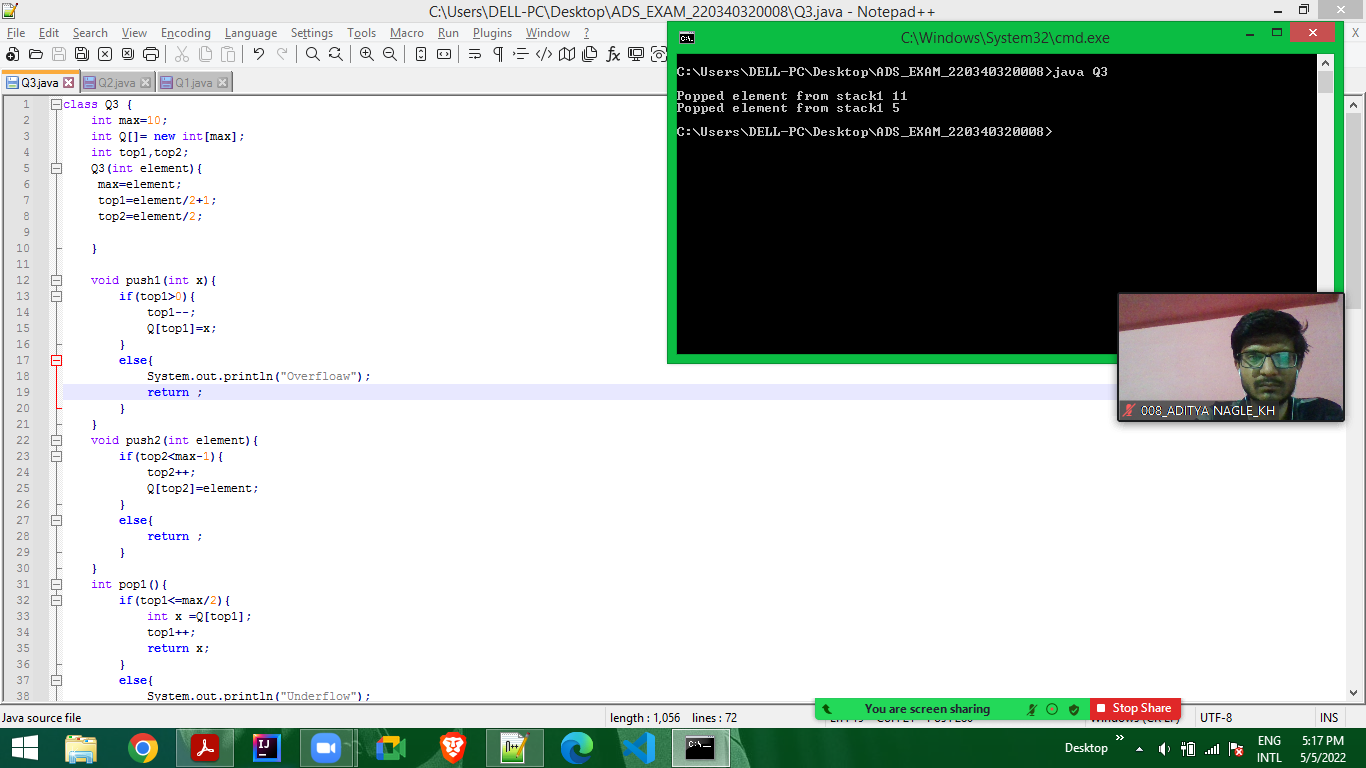 C:\Users\DELL-PC\Desktop\ADS_EXAM_220340320008\Q3.java - Notepad++
File Edit Search View Encoding Language Settings Tools Macro Run Plugins Window ? X
Q3.java Q2.java Q1.java
1 class Q3 {
2 int max=10;
3 int Q[]= new int[max];
4 int top1,top2;
5 Q3(int element){
6 max=element;
7 top1=element/2+1;
8 top2=element/2;
9
10 }
11
12 void push1(int x){
13 if(top1>0){
14 top1--;
15 Q[top1]=x;
16 }
17 else{
18 System.out.println("Overfloaw");
19 return ;
20 }
21 }
22 void push2(int element){
23 if(top2<max-1){
24 top2++;
25 Q[top2]=element;
26 }
27 else{
28 return ;
29 }
30 }
31 int pop1(){
32 if(top1<=max/2){
33 int x =Q[top1];
34 top1++;
35 return x;
36 }
37 else{
38 System.out.println("Underflow");
C:\Windows\System32\cmd.exe
C:\Users\DELL-PC\Desktop\ADS_EXAM_220340320008>java Q3
Popped element from stack1 11
Popped element from stack1 5
C:\Users\DELL-PC\Desktop\ADS_EXAM_220340320008>
008_ADITYA NAGLE_KH
You are screen sharing Stop Share
Java source file length : 1,056 lines : 72 UTF-8 INS
Desktop ENG 5:17 PM
INTL 5/5/2022